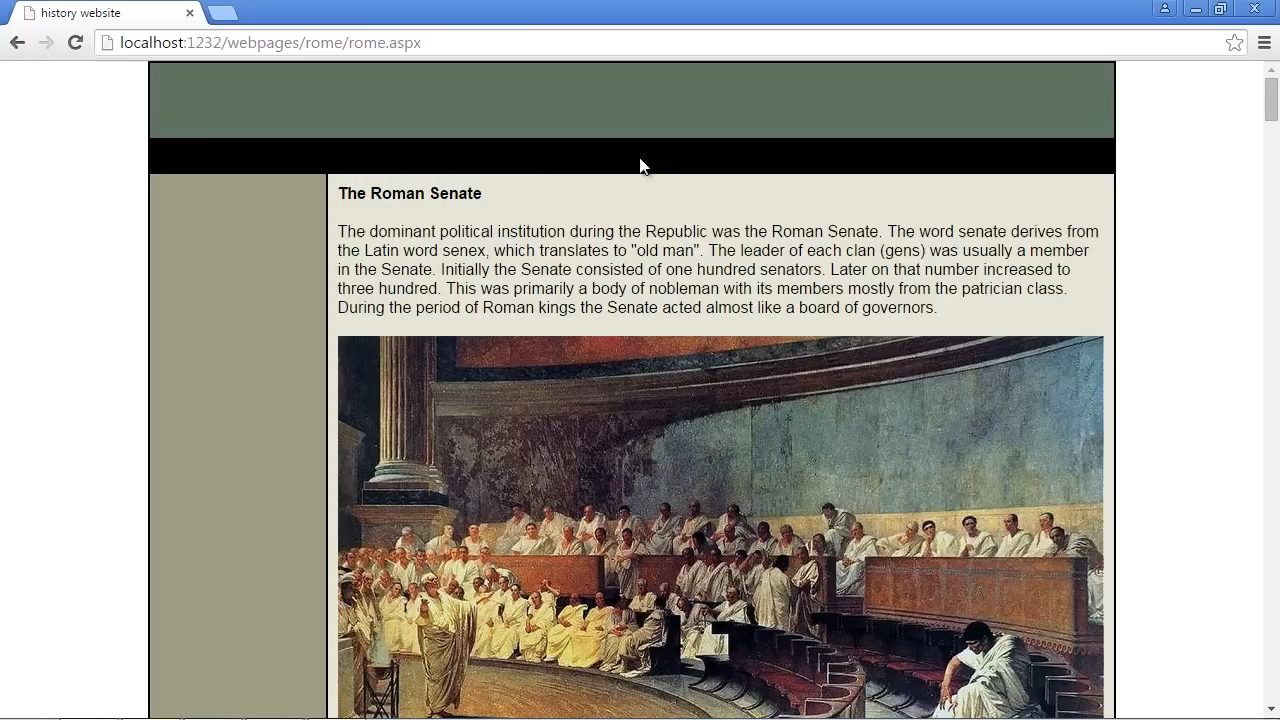 history website
localhost:1232/webpages/rome/rome.aspx
The Roman Senate
The dominant political institution during the Republic was the Roman Senate. The word senate derives from
the Latin word senex, which translates to "old man". The leader of each clan (gens) was usually a member
in the Senate. Initially the Senate consisted of one hundred senators. Later on that number increased to
three hundred. This was primarily a body of nobleman with its members mostly from the patrician class.
During the period of Roman kings the Senate acted almost like a board of governors.